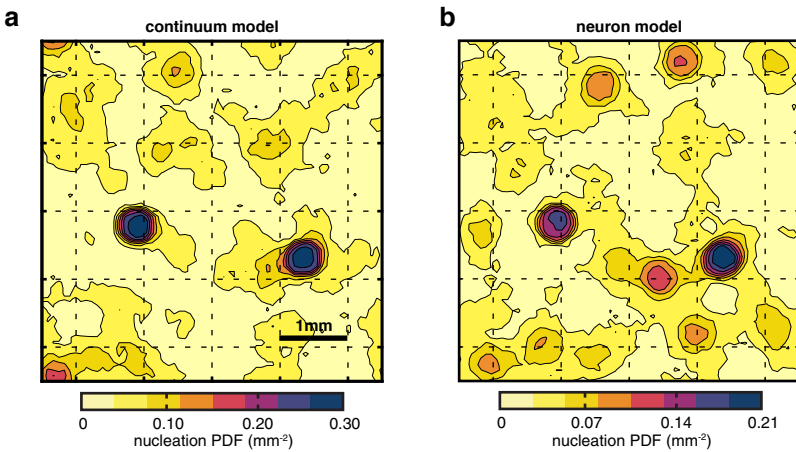 a
continuum model
1mm
0 0.10 0.20 0.30
nucleation PDF (mm⁻²)
b
neuron model
0 0.07 0.14 0.21
nucleation PDF (mm⁻²)